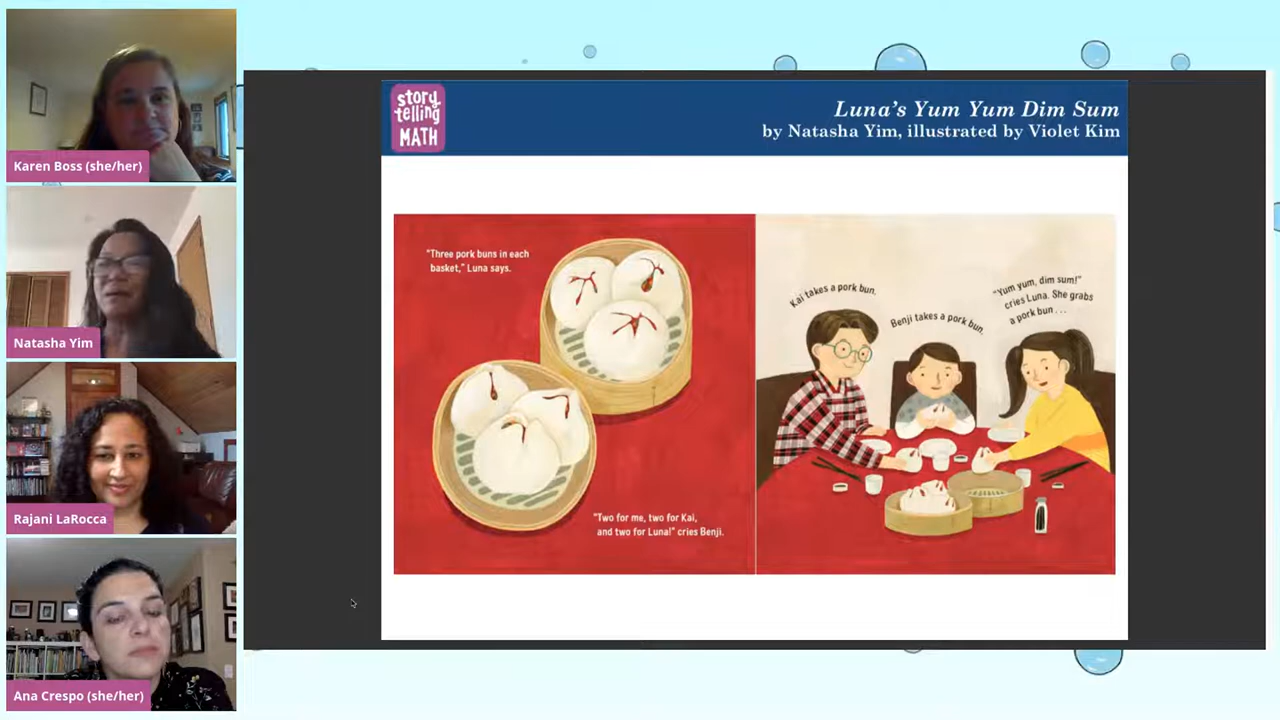 Karen Boss (she/her)
Natasha Yim
Rajani LaRocca
Ana Crespo (she/her)
story
telling
MATH
Luna's Yum Yum Dim Sum
by Natasha Yim, illustrated by Violet Kim
"Three pork buns in each
basket," Luna says.
"Two for me, two for Kai,
and two for Luna!" cries Benji.
Kai takes a pork bun.
Benji takes a pork bun.
"Yum yum, dim sum!"
cries Luna. She grabs
a pork bun . . .